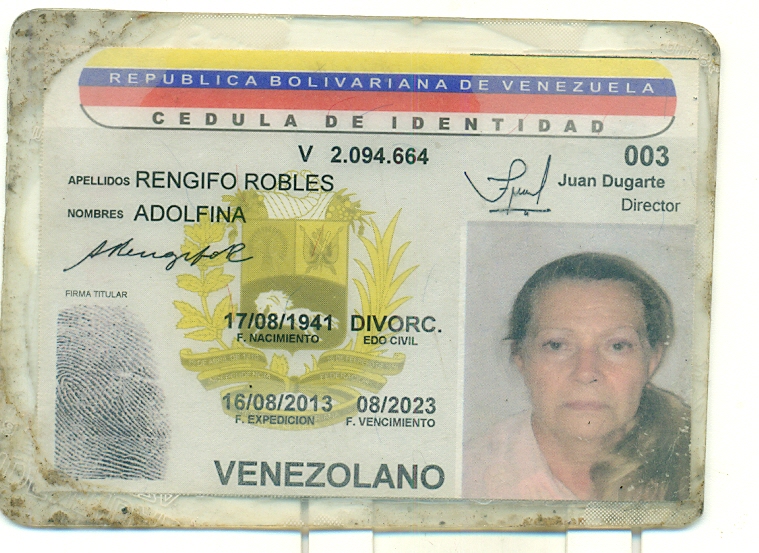 REPUBLICA BOLIVARIANA DE VENEZUELA
CEDULA DE IDENTIDAD
V 2.094.664
003
APELLIDOS RENGIFO ROBLES
Juan Dugarte
Director
NOMBRES ADOLFINA
ARengifoR
FIRMA TITULAR
17/08/1941 DIVORC.
F. NACIMIENTO EDO CIVIL
16/08/2013 08/2023
F. EXPEDICION F. VENCIMIENTO
VENEZOLANO